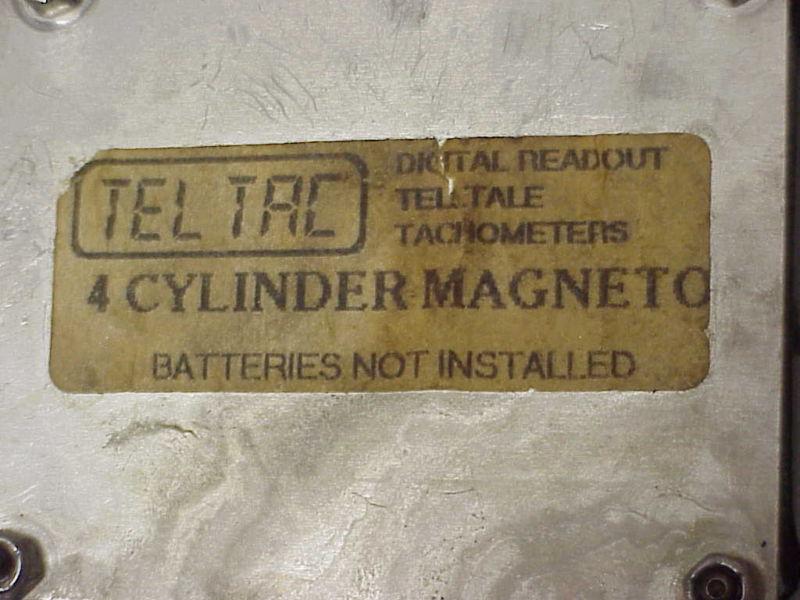 TEL TAC
DIGITAL READOUT
TELLTALE
TACHOMETERS
4 CYLINDER MAGNETO
BATTERIES NOT INSTALLED